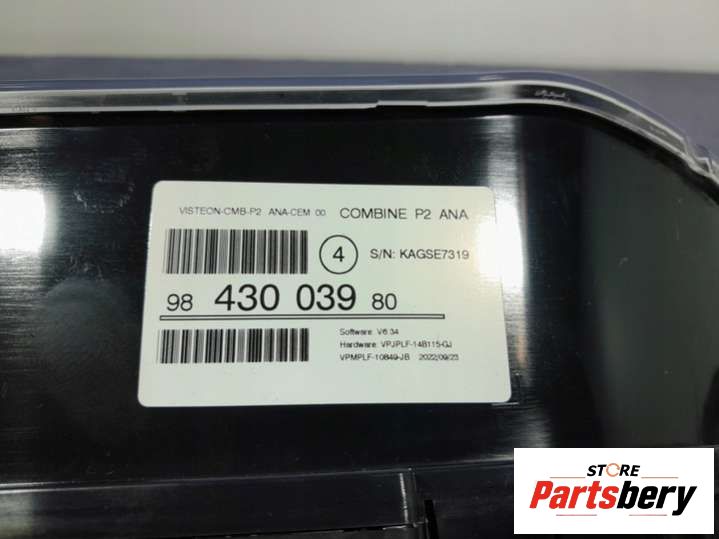 VISTEON-CMB-P2 ANA-CEM 00 COMBINE P2 ANA
4 S/N: KAGSE7319
98 430 039 80
Software: V6.34
Hardware: VPJPLF-14B115-GJ
VPMPLF-10849-JB 2022/09/23
STORE
Partsbery